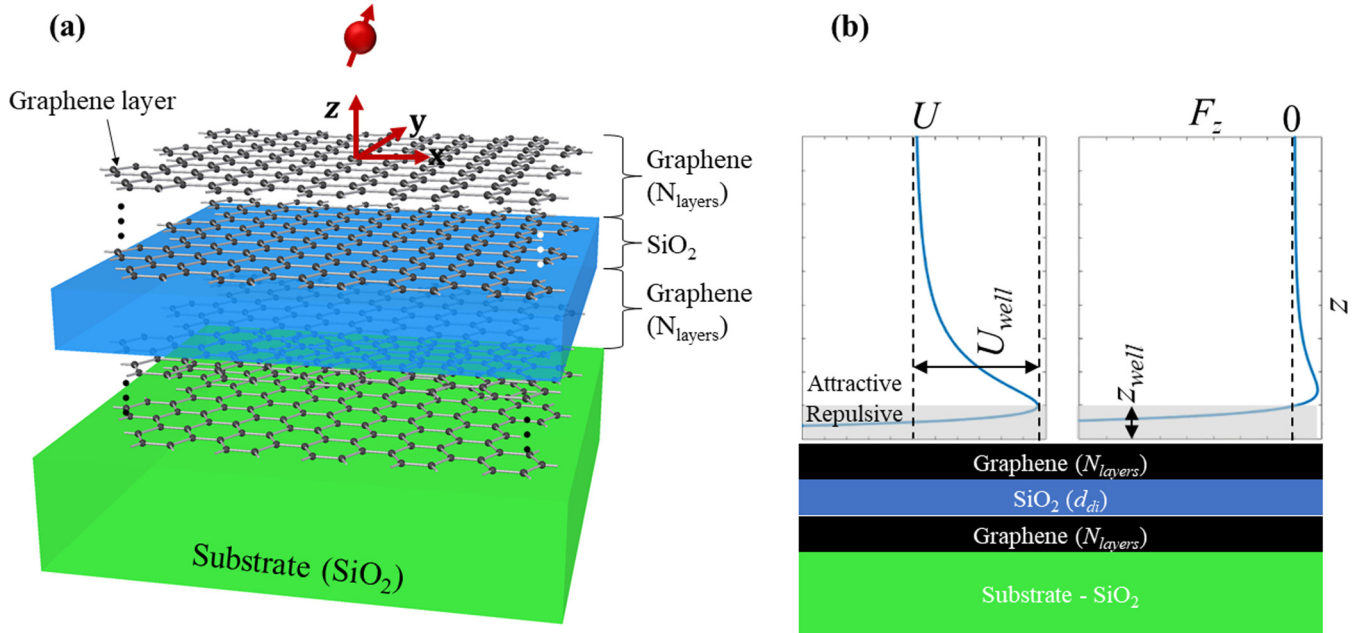 (a)
Graphene layer
z
y
x
Graphene
(N_layers)
SiO₂
Graphene
(N_layers)
Substrate (SiO₂)
(b)
U
F_z
0
U_well
z_well
z
Attractive
Repulsive
Graphene (N_layers)
SiO₂ (d_di)
Graphene (N_layers)
Substrate - SiO₂